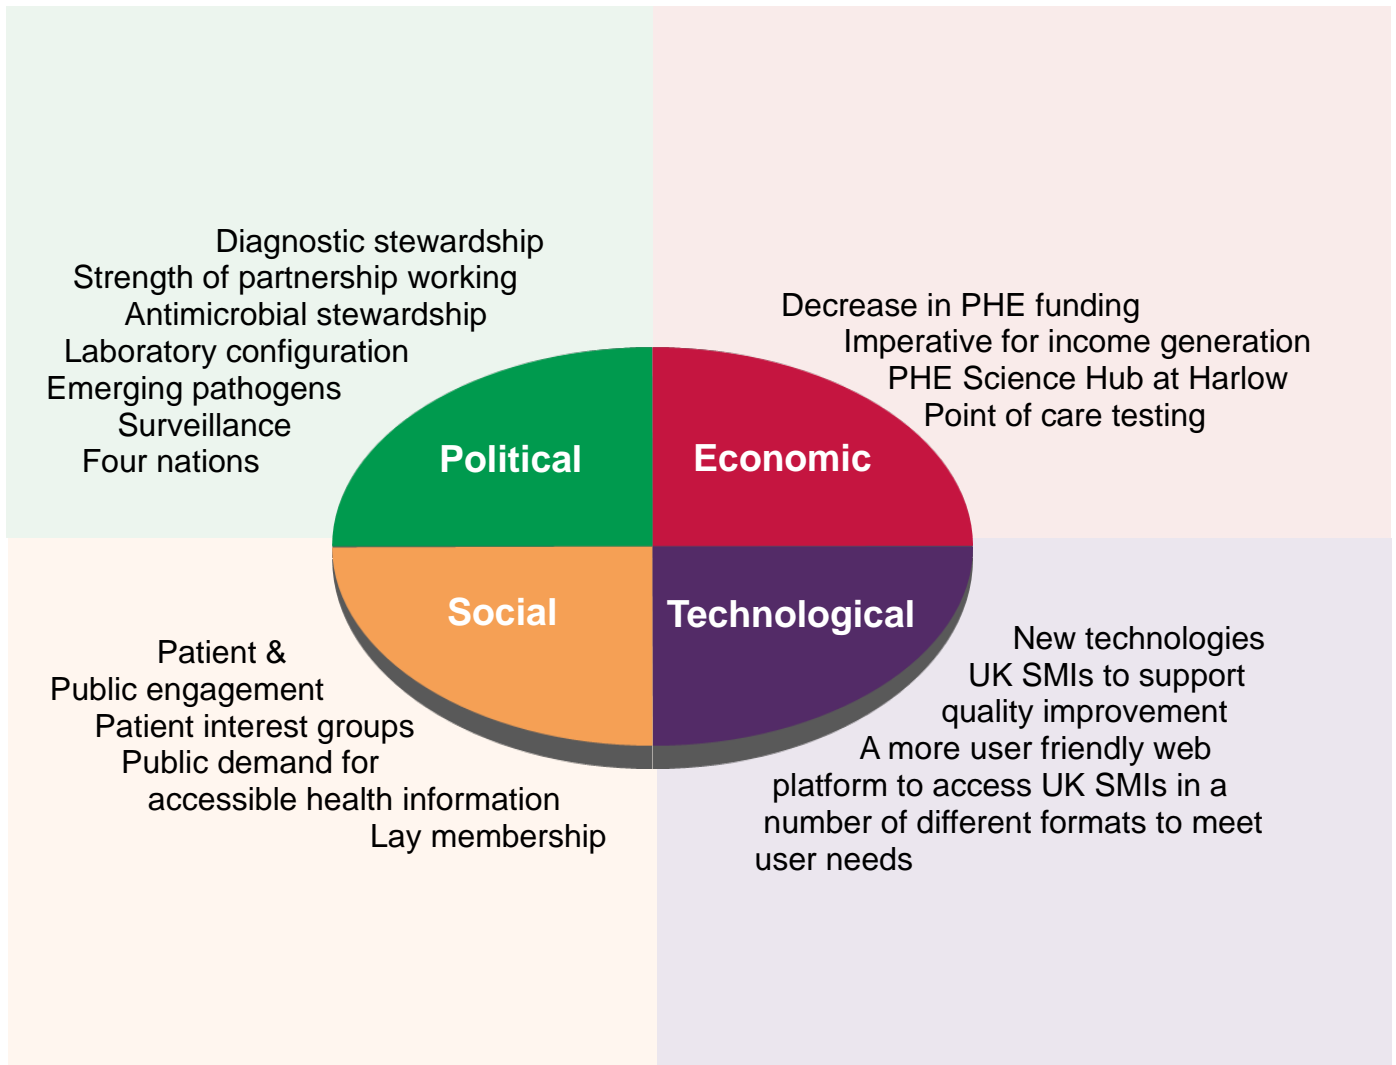 Diagnostic stewardship
Strength of partnership working
Antimicrobial stewardship
Laboratory configuration
Emerging pathogens
Surveillance
Four nations
Political
Decrease in PHE funding
Imperative for income generation
PHE Science Hub at Harlow
Point of care testing
Economic
Social
Patient &
Public engagement
Patient interest groups
Public demand for
accessible health information
Lay membership
Technological
New technologies
UK SMIs to support
quality improvement
A more user friendly web
platform to access UK SMIs in a
number of different formats to meet
user needs